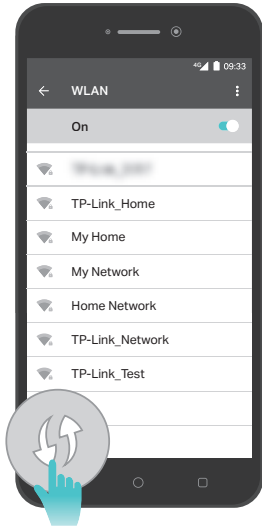 4G 09:33
WLAN
On
TP-Link_Home
My Home
My Network
Home Network
TP-Link_Network
TP-Link_Test